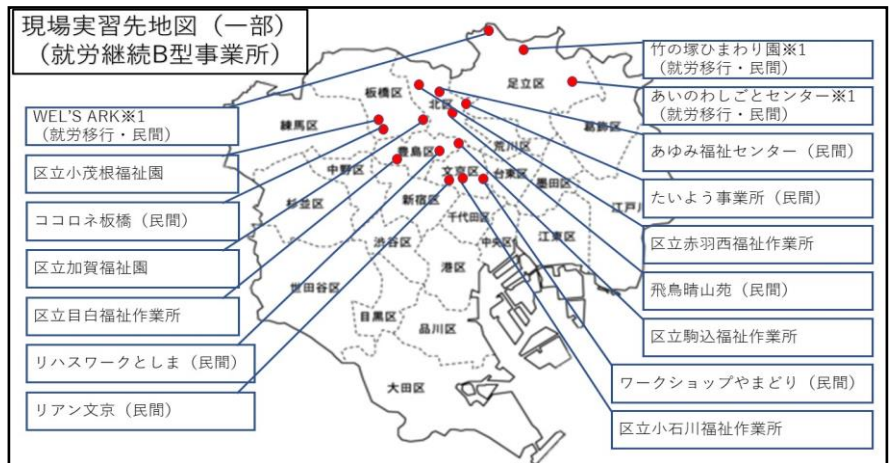 現場実習先地図（一部）
（就労継続B型事業所）
WEL'S ARK※1
（就労移行・民間）
区立小茂根福祉園
ココロネ板橋（民間）
区立加賀福祉園
区立目白福祉作業所
リハスワークとしま（民間）
リアン文京（民間）
竹の塚ひまわり園※1
（就労移行・民間）
あいのわしごとセンター※1
（就労移行・民間）
あゆみ福祉センター（民間）
たいよう事業所（民間）
区立赤羽西福祉作業所
飛鳥晴山苑（民間）
区立駒込福祉作業所
ワークショップやまどり（民間）
区立小石川福祉作業所
足立区
板橋区
北区
練馬区
葛飾区
荒川区
豊島区
中野区
文京区
台東区
墨田区
杉並区
新宿区
江戸川
千代田区
渋谷区
中央区
江東区
港区
世田谷区
目黒区
品川区
大田区